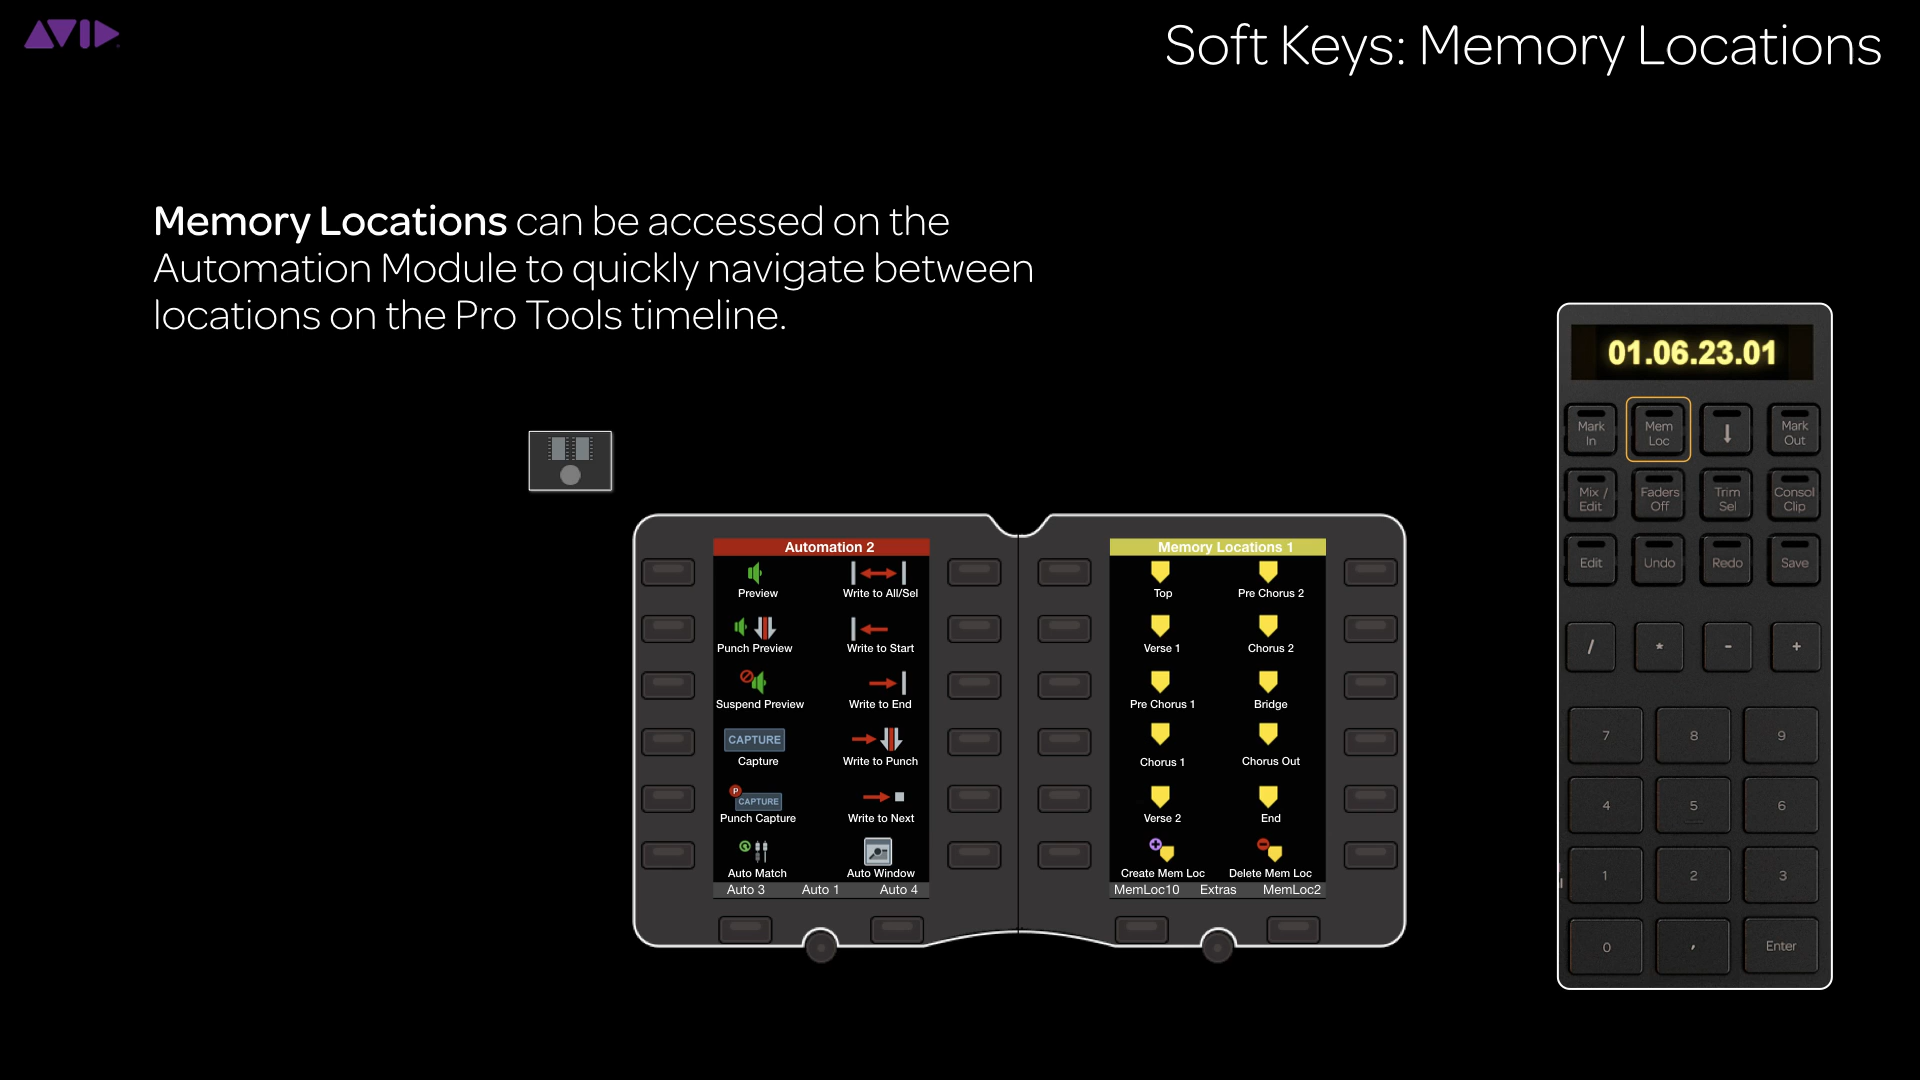 AVID
Soft Keys: Memory Locations
Memory Locations can be accessed on the
Automation Module to quickly navigate between
locations on the Pro Tools timeline.
01.06.23.01
Mark In
Mem Loc
Mark Out
Mix / Edit
Faders Off
Trim Sel
Consol Clip
Edit
Undo
Redo
Save
/
*
-
+
7
8
9
4
5
6
1
2
3
0
,
Enter
Automation 2
Preview
Write to All/Sel
Punch Preview
Write to Start
Suspend Preview
Write to End
CAPTURE
Capture
Write to Punch
P
CAPTURE
Punch Capture
Write to Next
Auto Match
Auto Window
Auto 3
Auto 1
Auto 4
Memory Locations 1
Top
Pre Chorus 2
Verse 1
Chorus 2
Pre Chorus 1
Bridge
Chorus 1
Chorus Out
Verse 2
End
Create Mem Loc
Delete Mem Loc
MemLoc10
Extras
MemLoc2